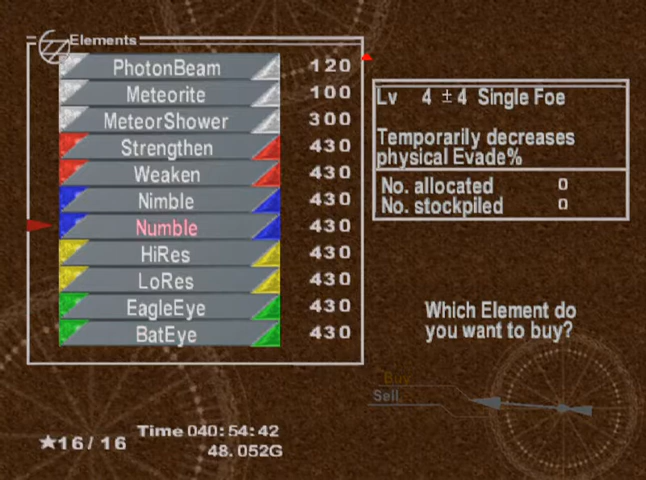 Elements
PhotonBeam 120
Meteorite 100
MeteorShower 300
Strengthen 430
Weaken 430
Nimble 430
Numble 430
HiRes 430
LoRes 430
EagleEye 430
BatEye 430
Lv 4 ±4 Single Foe
Temporarily decreases
physical Evade%
No. allocated 0
No. stockpiled 0
Which Element do
you want to buy?
Buy
Sell
★16/16
Time 040:54:42
48.052G